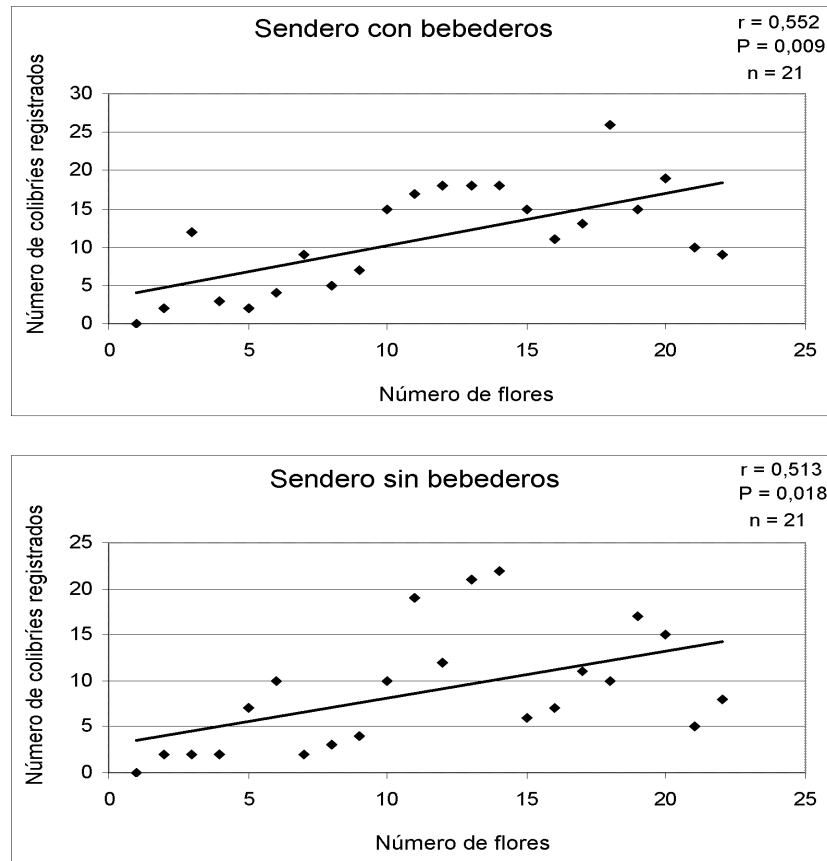 Sendero con bebederos
r = 0,552
P = 0,009
n = 21
Número de colibríes registrados
30
25
20
15
10
5
0
0 5 10 15 20 25
Número de flores
Sendero sin bebederos
r = 0,513
P = 0,018
n = 21
Número de colibríes registrados
25
20
15
10
5
0
0 5 10 15 20 25
Número de flores